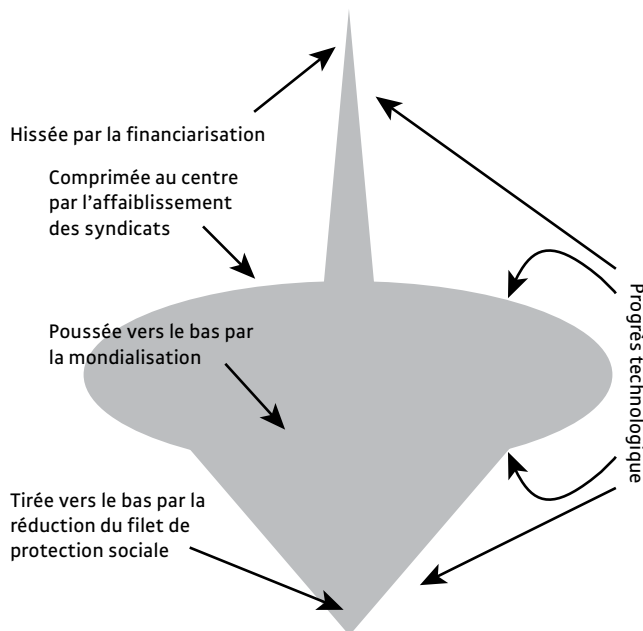 Hissée par la financiarisation
Comprimée au centre
par l'affaiblissement
des syndicats
Poussée vers le bas par
la mondialisation
Tirée vers le bas par la
réduction du filet de
protection sociale
Progrès technologique